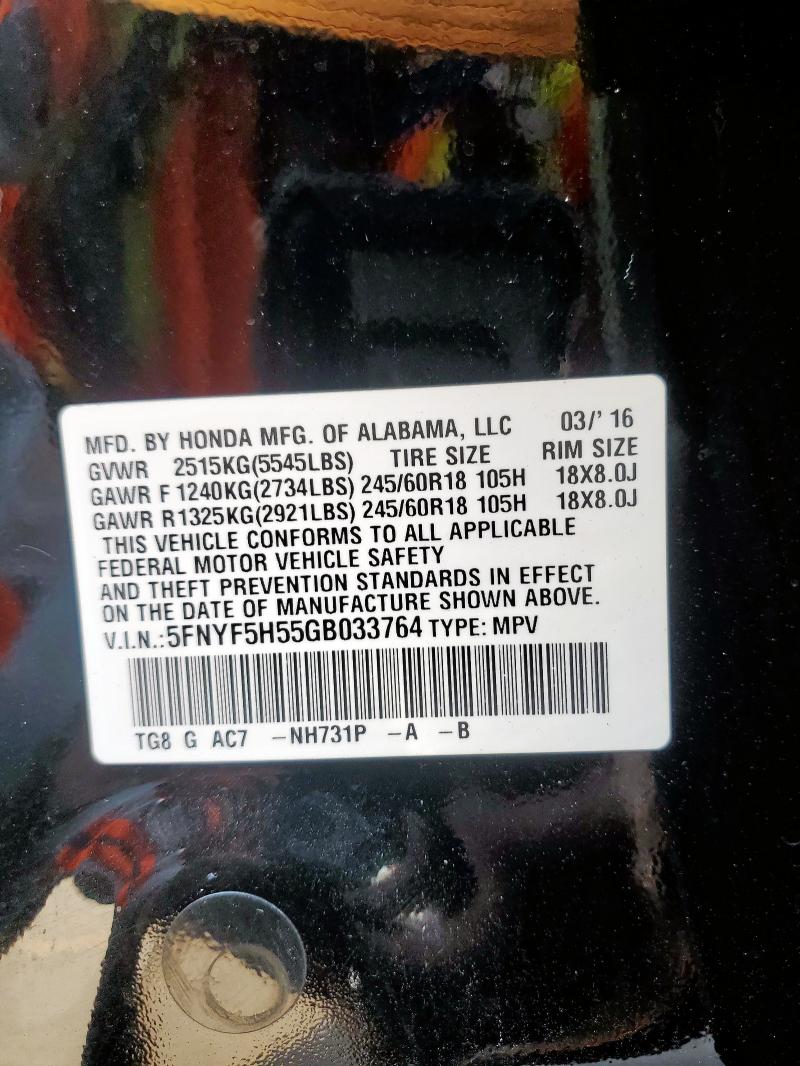 MFD. BY HONDA MFG. OF ALABAMA, LLC 03/' 16
GVWR 2515KG(5545LBS) TIRE SIZE RIM SIZE
GAWR F 1240KG(2734LBS) 245/60R18 105H 18X8.0J
GAWR R1325KG(2921LBS) 245/60R18 105H 18X8.0J
THIS VEHICLE CONFORMS TO ALL APPLICABLE
FEDERAL MOTOR VEHICLE SAFETY
AND THEFT PREVENTION STANDARDS IN EFFECT
ON THE DATE OF MANUFACTURE SHOWN ABOVE.
V.I.N.:5FNYF5H55GB033764 TYPE: MPV
TG8 G AC7 -NH731P -A -B